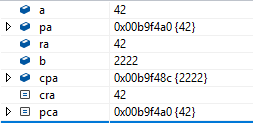 a 42
pa 0x00b9f4a0 {42}
ra 42
b 2222
cpa 0x00b9f48c {2222}
cra 42
pca 0x00b9f4a0 {42}